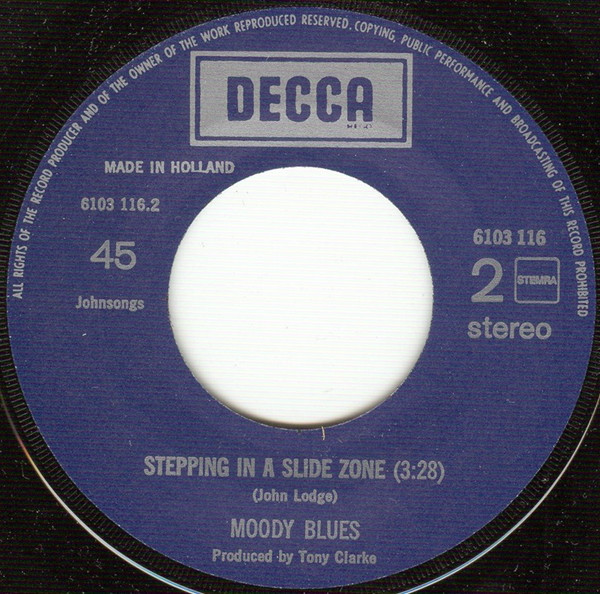 ALL RIGHTS OF THE RECORD PRODUCER AND OF THE OWNER OF THE WORK REPRODUCED RESERVED. COPYING, PUBLIC PERFORMANCE AND BROADCASTING OF THIS RECORD PROHIBITED
DECCA
MADE IN HOLLAND
6103 116.2
6103 116
45
2 STEMRA
Johnsongs
stereo
STEPPING IN A SLIDE ZONE (3:28)
(John Lodge)
MOODY BLUES
Produced by Tony Clarke